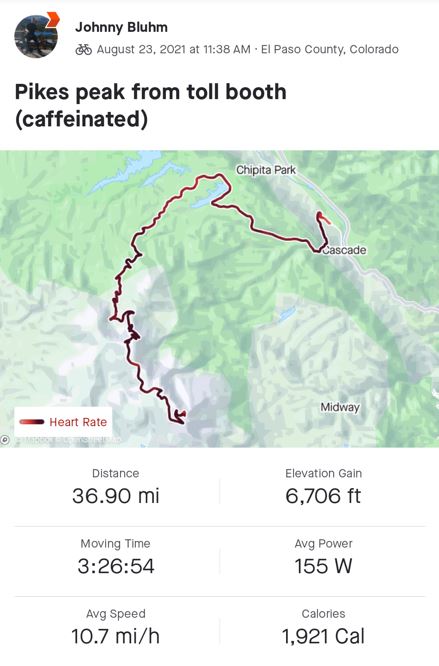 Johnny Bluhm
August 23, 2021 at 11:38 AM · El Paso County, Colorado
Pikes peak from toll booth
(caffeinated)
Chipita Park
Cascade
Midway
Heart Rate
Distance
Elevation Gain
36.90 mi
6,706 ft
Moving Time
Avg Power
3:26:54
155 W
Avg Speed
Calories
10.7 mi/h
1,921 Cal